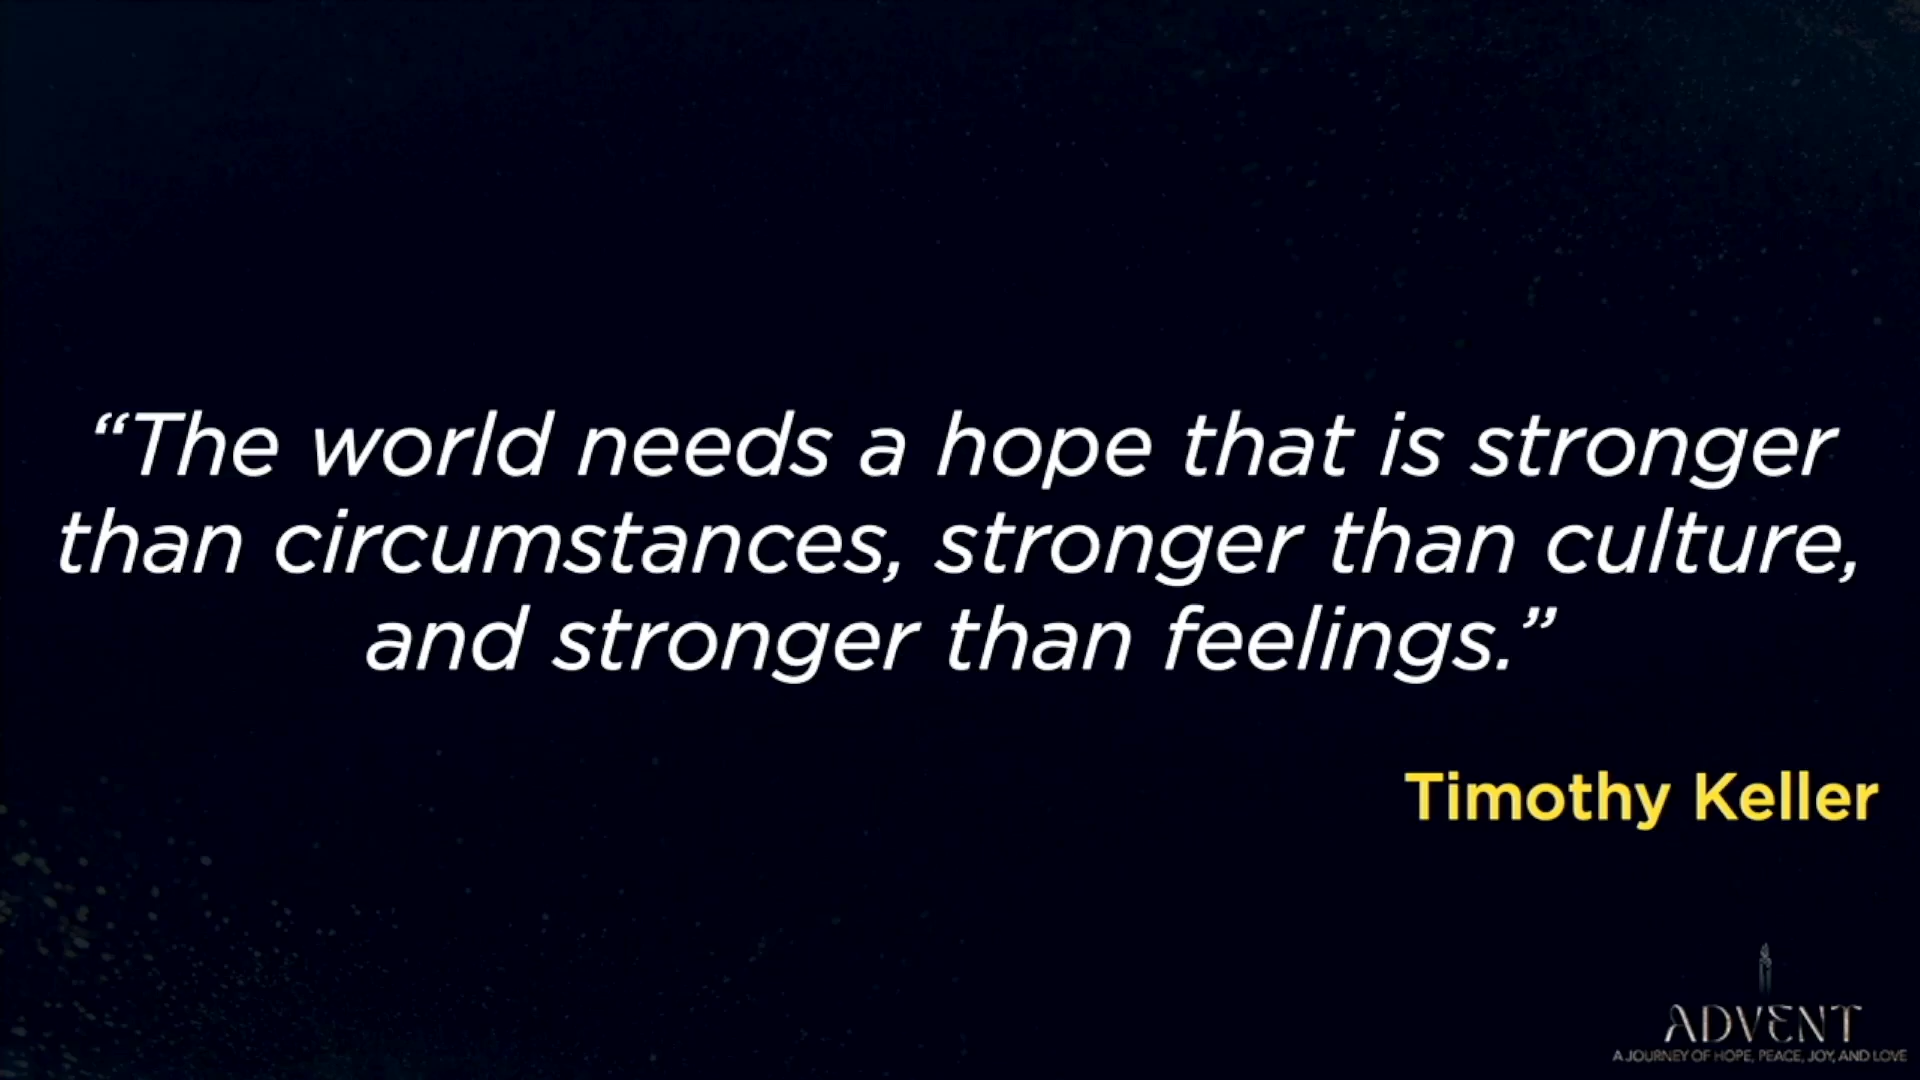 “The world needs a hope that is stronger
than circumstances, stronger than culture,
and stronger than feelings.”
Timothy Keller
ADVENT
A JOURNEY OF HOPE, PEACE, JOY, AND LOVE